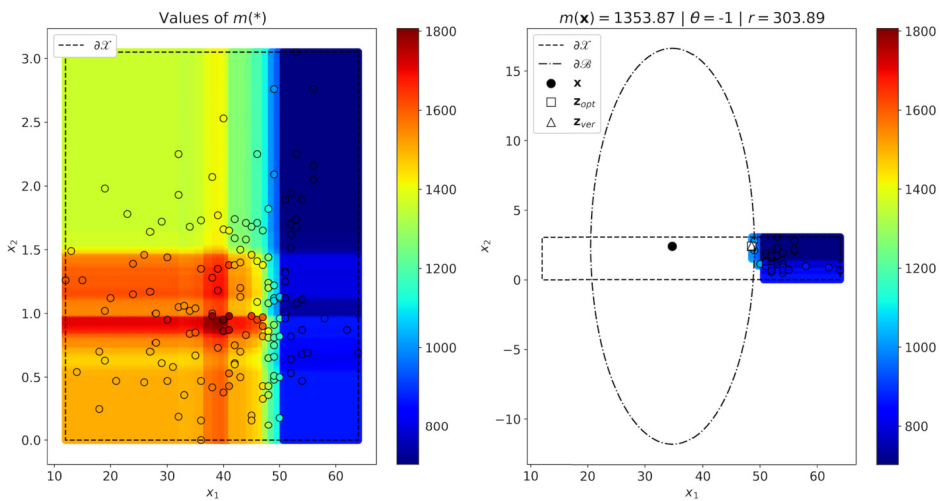 Values of m(*)
∂𝒳
3.0
2.5
2.0
1.5
1.0
0.5
0.0
x₂
10 20 30 40 50 60
x₁
1800
1600
1400
1200
1000
800
m(𝐱) = 1353.87 | θ = -1 | r = 303.89
∂𝒳
∂ℬ
𝐱
𝐳ₒₚₜ
𝐳ᵥₑᵣ
15
10
5
0
−5
−10
x₂
10 20 30 40 50 60
x₁
1800
1600
1400
1200
1000
800